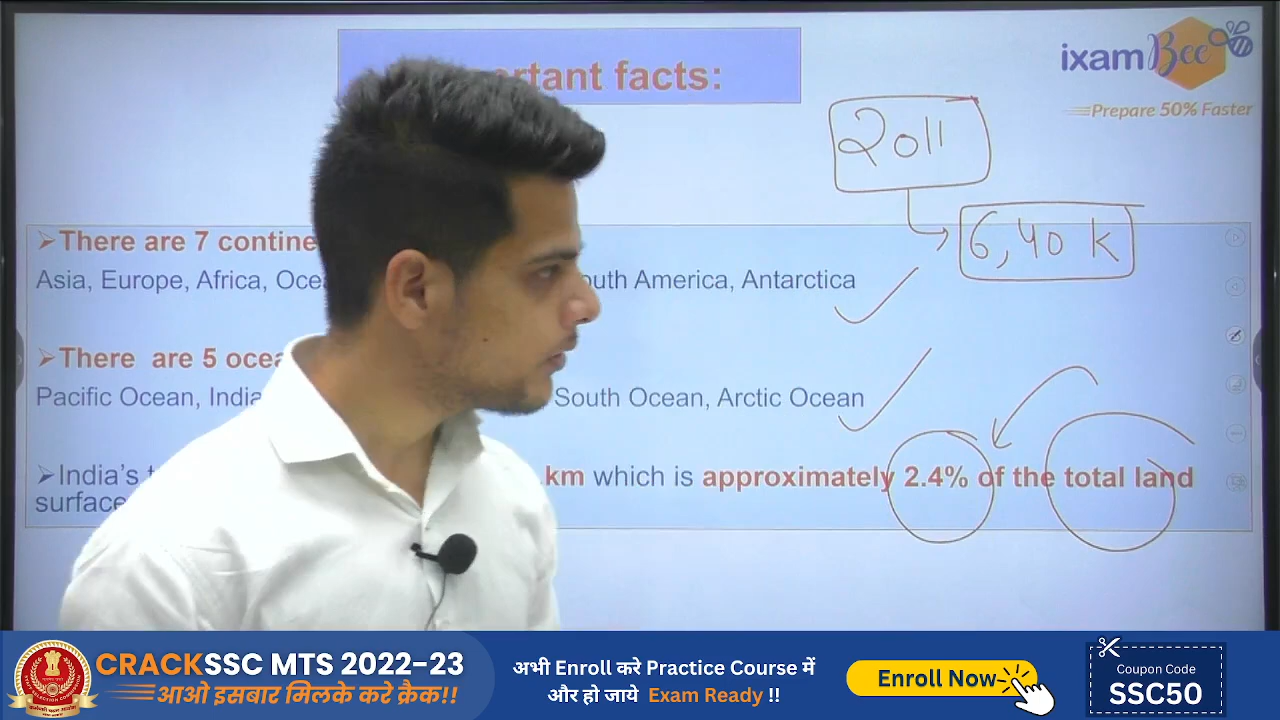 ixamBee
Prepare 50% Faster
rtant facts:
2011
6,40 K
➢There are 7 contine
Asia, Europe, Africa, Oce outh America, Antarctica
➢There are 5 ocea
Pacific Ocean, India South Ocean, Arctic Ocean
➢India's t km which is approximately 2.4% of the total land
surface
CRACKSSC MTS 2022-23
आओ इसबार मिलके करे क्रैक!!
अभी Enroll करे Practice Course में
और हो जाये Exam Ready !!
Enroll Now
Coupon Code
SSC50